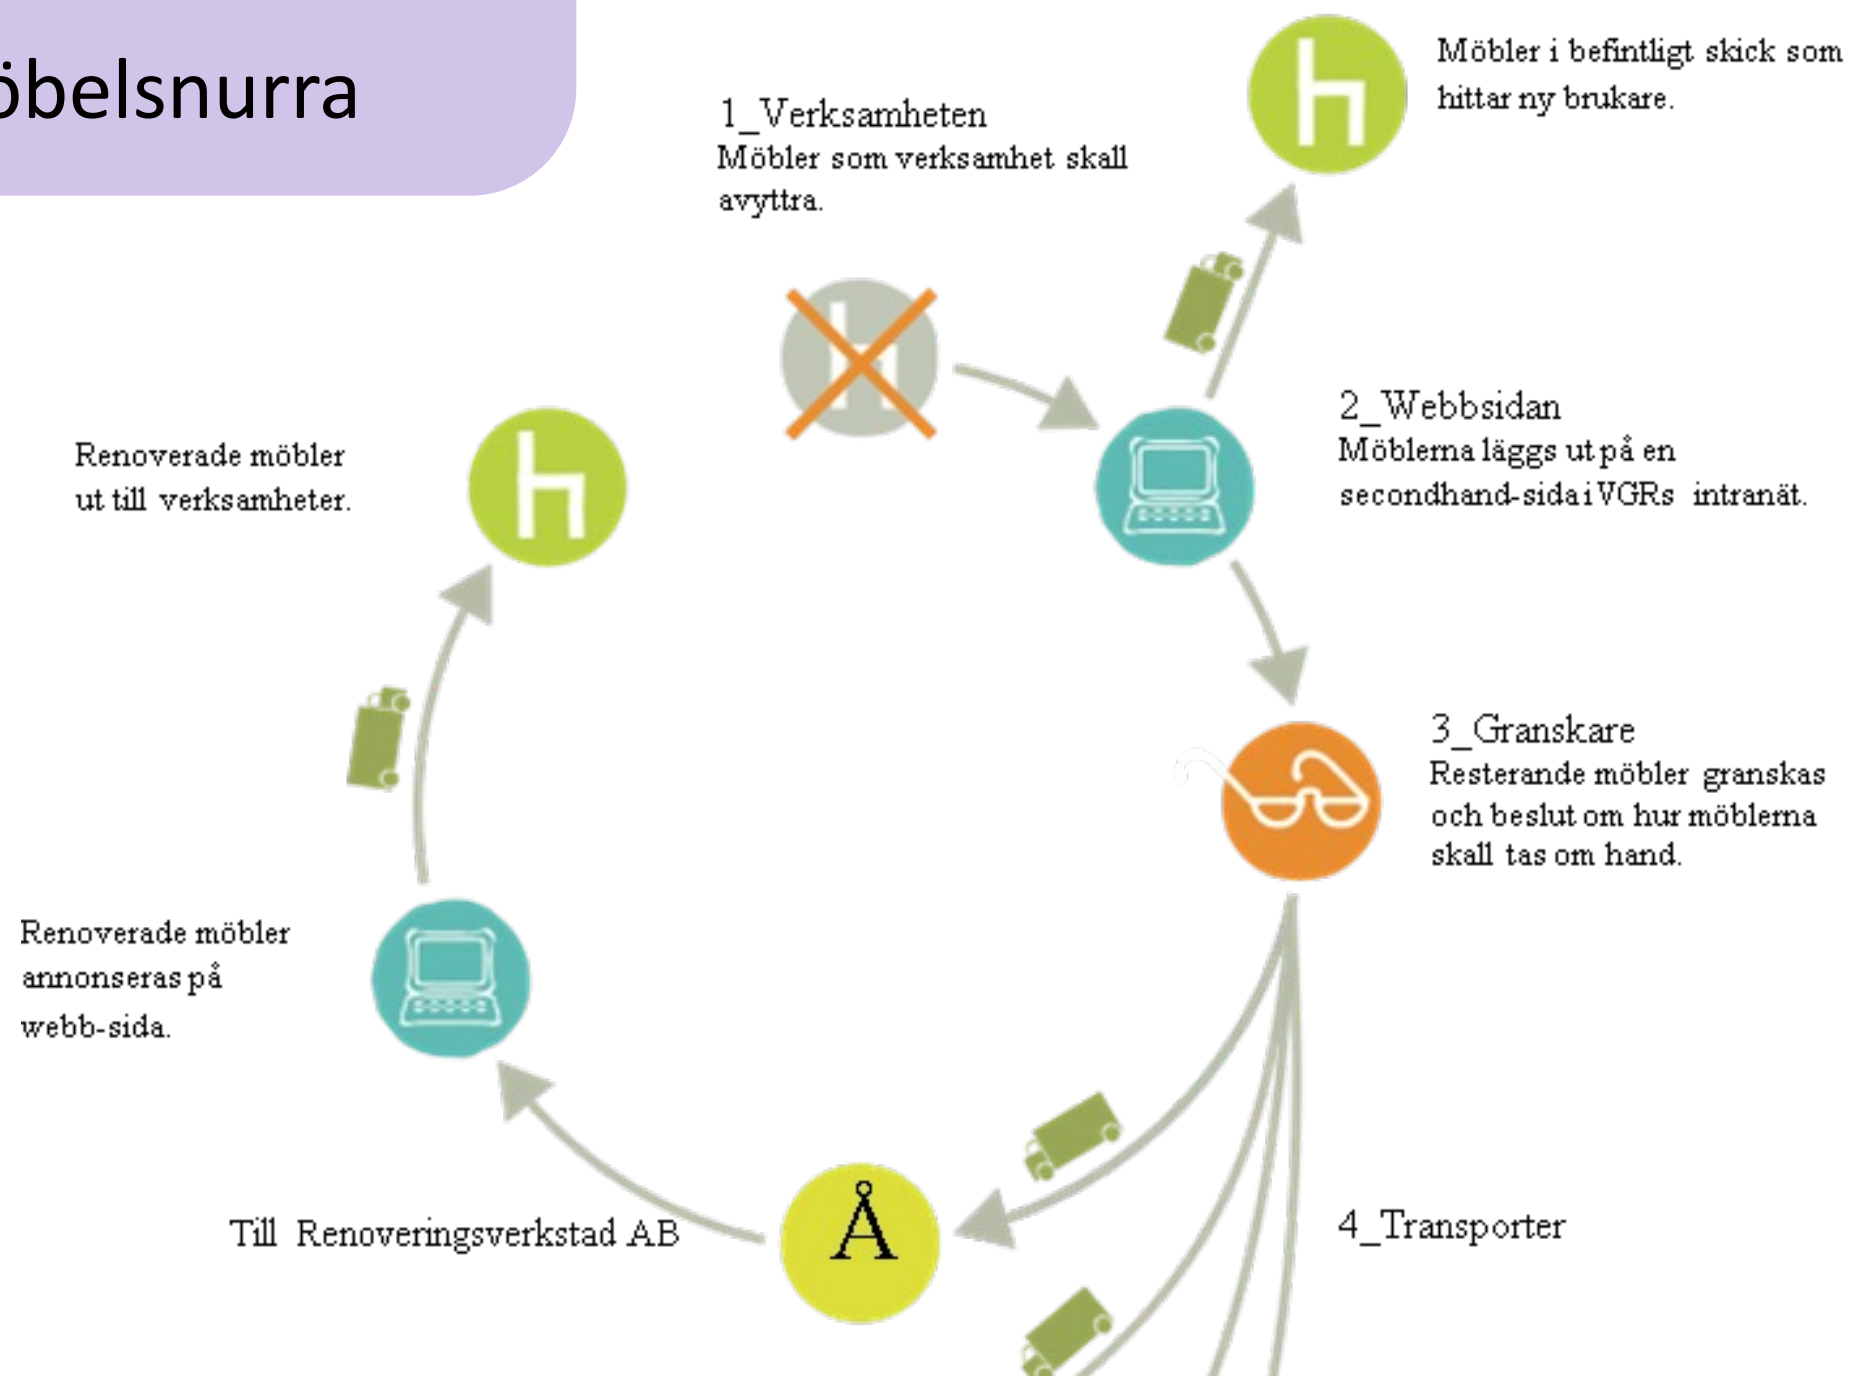 öbelsnurra
1_Verksamheten
Möbler som verksamhet skall
avyttra.
Möbler i befintligt skick som
hittar ny brukare.
2_Webbsidan
Möblerna läggs ut på en
secondhand-sida i VGRs intranät.
3_Granskare
Resterande möbler granskas
och beslut om hur möblerna
skall tas om hand.
4_Transporter
Å
Till Renoveringsverkstad AB
Renoverade möbler
annonseras på
webb-sida.
Renoverade möbler
ut till verksamheter.